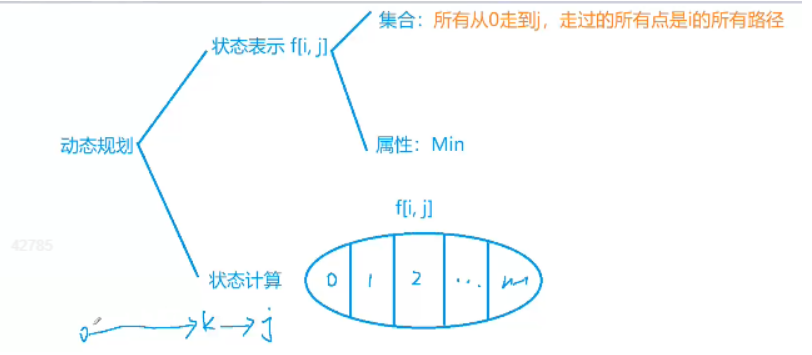 集合：所有从0走到j，走过的所有点是i的所有路径
状态表示 f[i, j]
动态规划
属性：Min
f[i, j]
42785
状态计算
0 1 2 ...
0 k j